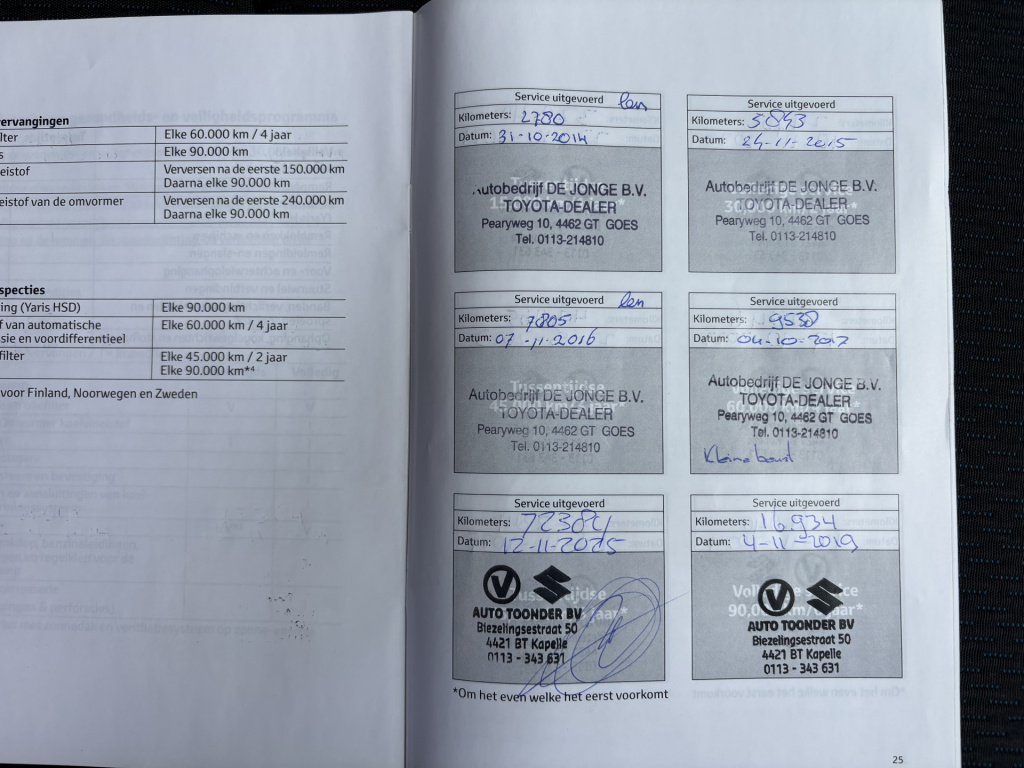 ervangingen
lter
Elke 60.000 km / 4 jaar
s
Elke 90.000 km
eistof
Verversen na de eerste 150.000 km
Daarna elke 90.000 km
eistof van de omvormer
Verversen na de eerste 240.000 km
Daarna elke 90.000 km
specties
ing (Yaris HSD)
Elke 90.000 km
f van automatische
sie en voordifferentieel
Elke 60.000 km / 4 jaar
filter
Elke 45.000 km / 2 jaar
Elke 90.000 km*4
voor Finland, Noorwegen en Zweden
Service uitgevoerd
Kilometers: 2780
Datum: 31-10-2014
Autobedrijf DE JONGE B.V.
TOYOTA-DEALER
Pearyweg 10, 4462 GT GOES
Tel. 0113-214810
Service uitgevoerd
Kilometers: 5843
Datum: 24-11-2015
Autobedrijf DE JONGE B.V.
TOYOTA-DEALER
Pearyweg 10, 4462 GT GOES
Tel. 0113-214810
Service uitgevoerd
Kilometers: 7805
Datum: 07-11-2016
Tussentijdse
Autobedrijf DE JONGE B.V.
TOYOTA-DEALER
Pearyweg 10, 4462 GT GOES
Tel. 0113-214810
Service uitgevoerd
Kilometers: 9538
Datum: 04-10-2017
Autobedrijf DE JONGE B.V.
TOYOTA-DEALER
Pearyweg 10, 4462 GT GOES
Tel. 0113-214810
Kleine beurt
Service uitgevoerd
Kilometers: 72384
Datum: 12-11-2025
AUTO TOONDER BV
Biezelingsestraat 50
4421 BT Kapelle
0113 - 343 631
Service uitgevoerd
Kilometers: 16.934
Datum: 4-11-2019
AUTO TOONDER BV
Biezelingsestraat 50
4421 BT Kapelle
0113 - 343 631
*Om het even welke het eerst voorkomt
25